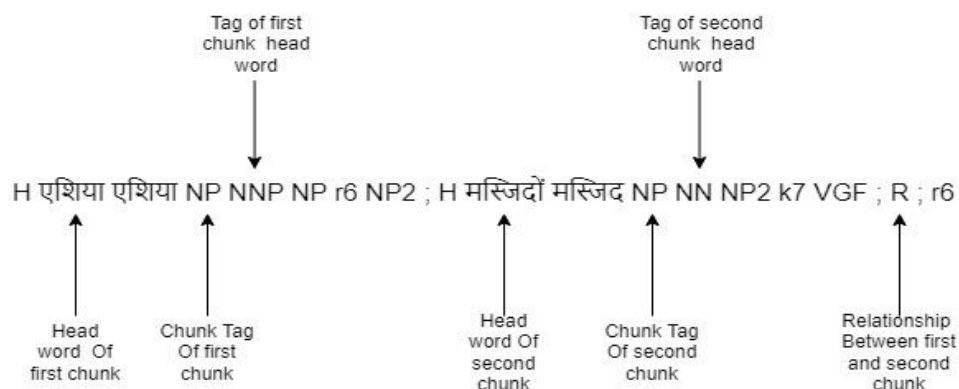 Tag of first
chunk head
word
Tag of second
chunk head
word
H एशिया एशिया NP NNP NP r6 NP2 ; H मस्जिदों मस्जिद NP NN NP2 k7 VGF ; R ; r6
Head
word Of
first chunk
Chunk Tag
Of first
chunk
Head
word Of
second
chunk
Chunk Tag
Of second
chunk
Relationship
Between first
and second
chunk